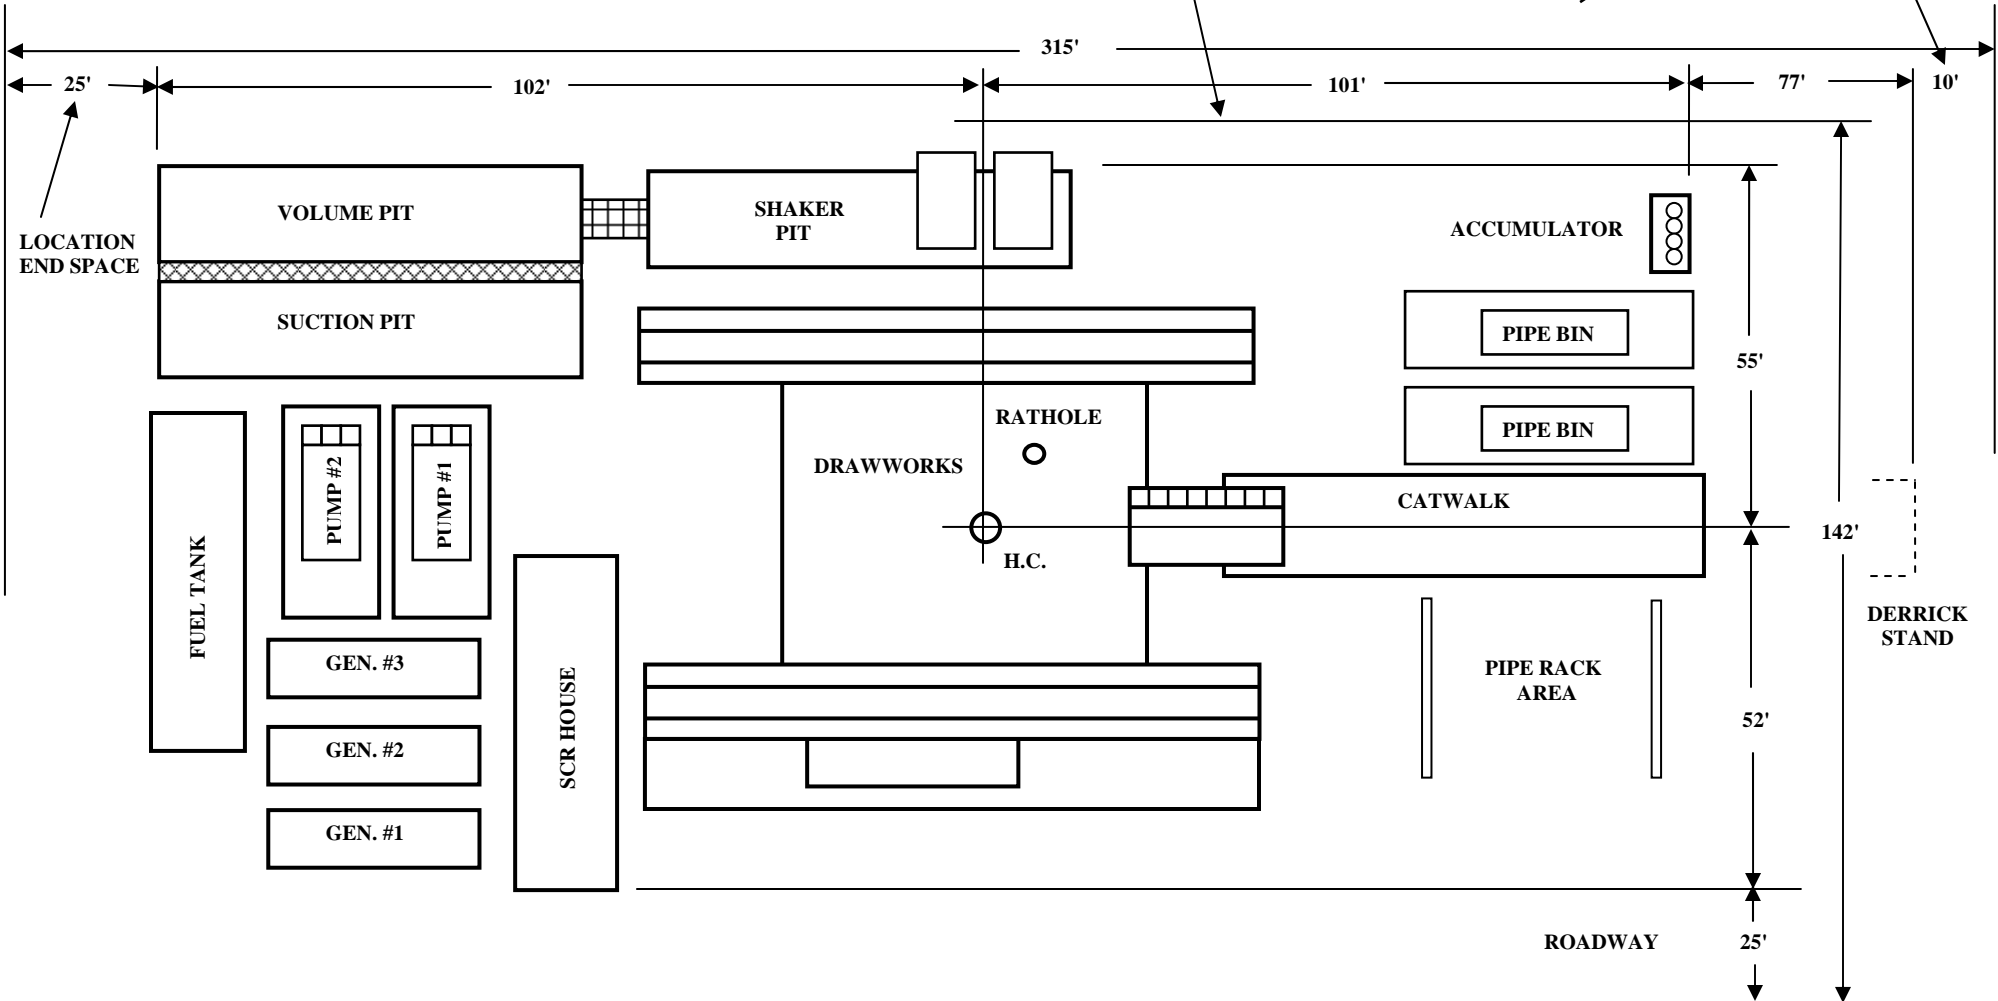 315'
25'
102'
101'
77'
10'
VOLUME PIT
SHAKER
PIT
ACCUMULATOR
LOCATION
END SPACE
SUCTION PIT
PIPE BIN
55'
RATHOLE
PIPE BIN
DRAWWORKS
PUMP #2
PUMP #1
CATWALK
142'
H.C.
FUEL TANK
DERRICK
STAND
GEN. #3
PIPE RACK
AREA
SCR HOUSE
52'
GEN. #2
GEN. #1
ROADWAY
25'